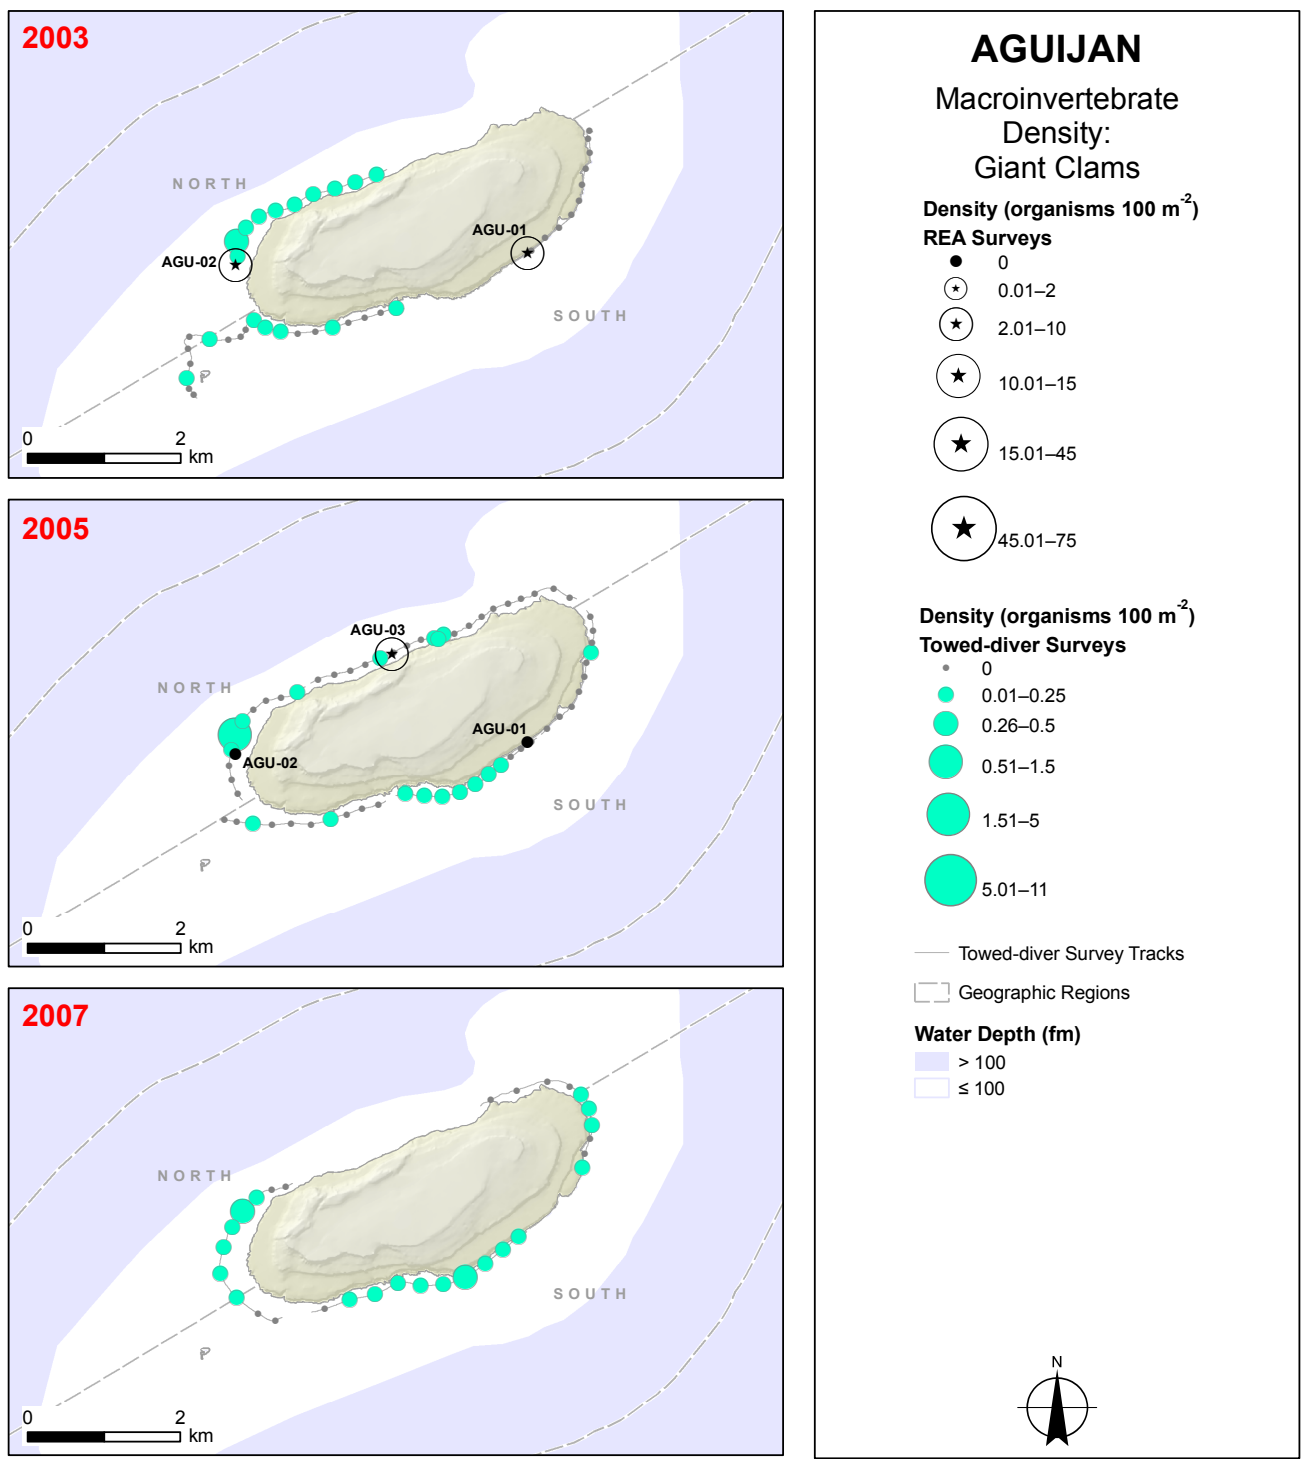 2003
NORTH
AGU-01
AGU-02
SOUTH
0 2
km
2005
AGU-03
NORTH
AGU-01
AGU-02
SOUTH
0 2
km
2007
NORTH
SOUTH
0 2
km
AGUIJAN
Macroinvertebrate
Density:
Giant Clams
Density (organisms 100 m-2)
REA Surveys
0
0.01–2
2.01–10
10.01–15
15.01–45
45.01–75
Density (organisms 100 m-2)
Towed-diver Surveys
0
0.01–0.25
0.26–0.5
0.51–1.5
1.51–5
5.01–11
Towed-diver Survey Tracks
Geographic Regions
Water Depth (fm)
> 100
≤ 100
N